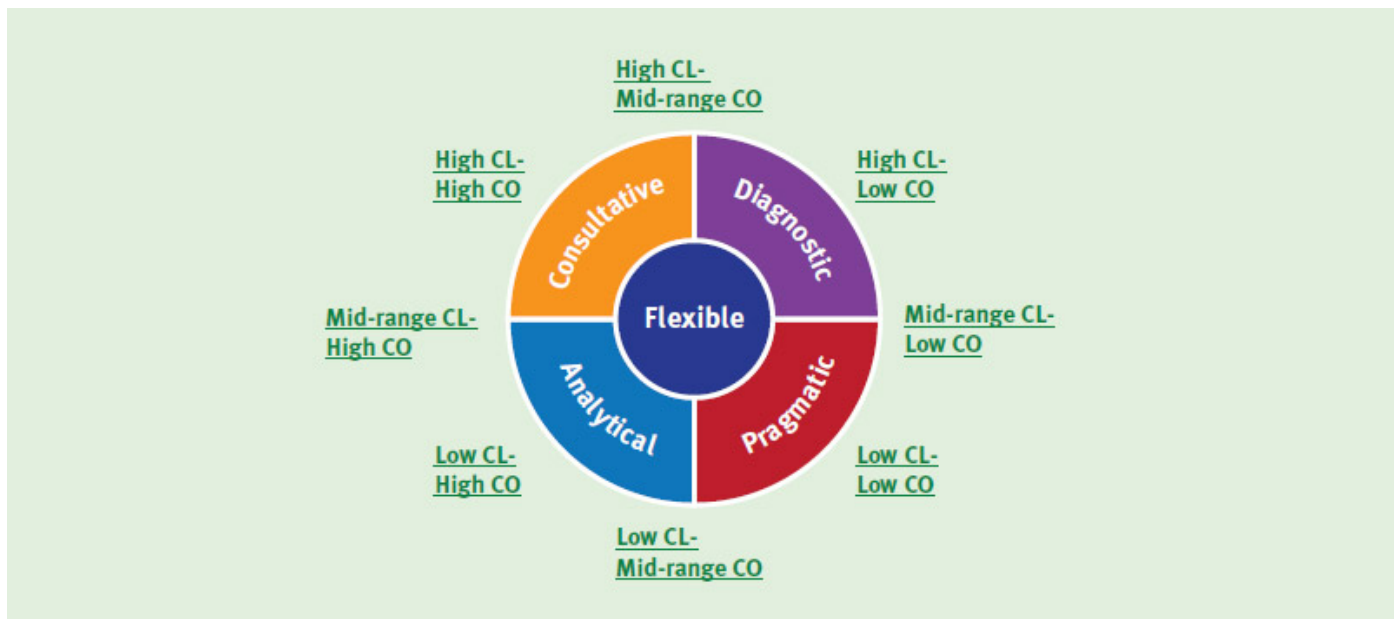 High CL-
Mid-range CO
High CL-
High CO
High CL-
Low CO
Consultative
Diagnostic
Mid-range CL-
High CO
Flexible
Mid-range CL-
Low CO
Analytical
Pragmatic
Low CL-
High CO
Low CL-
Low CO
Low CL-
Mid-range CO